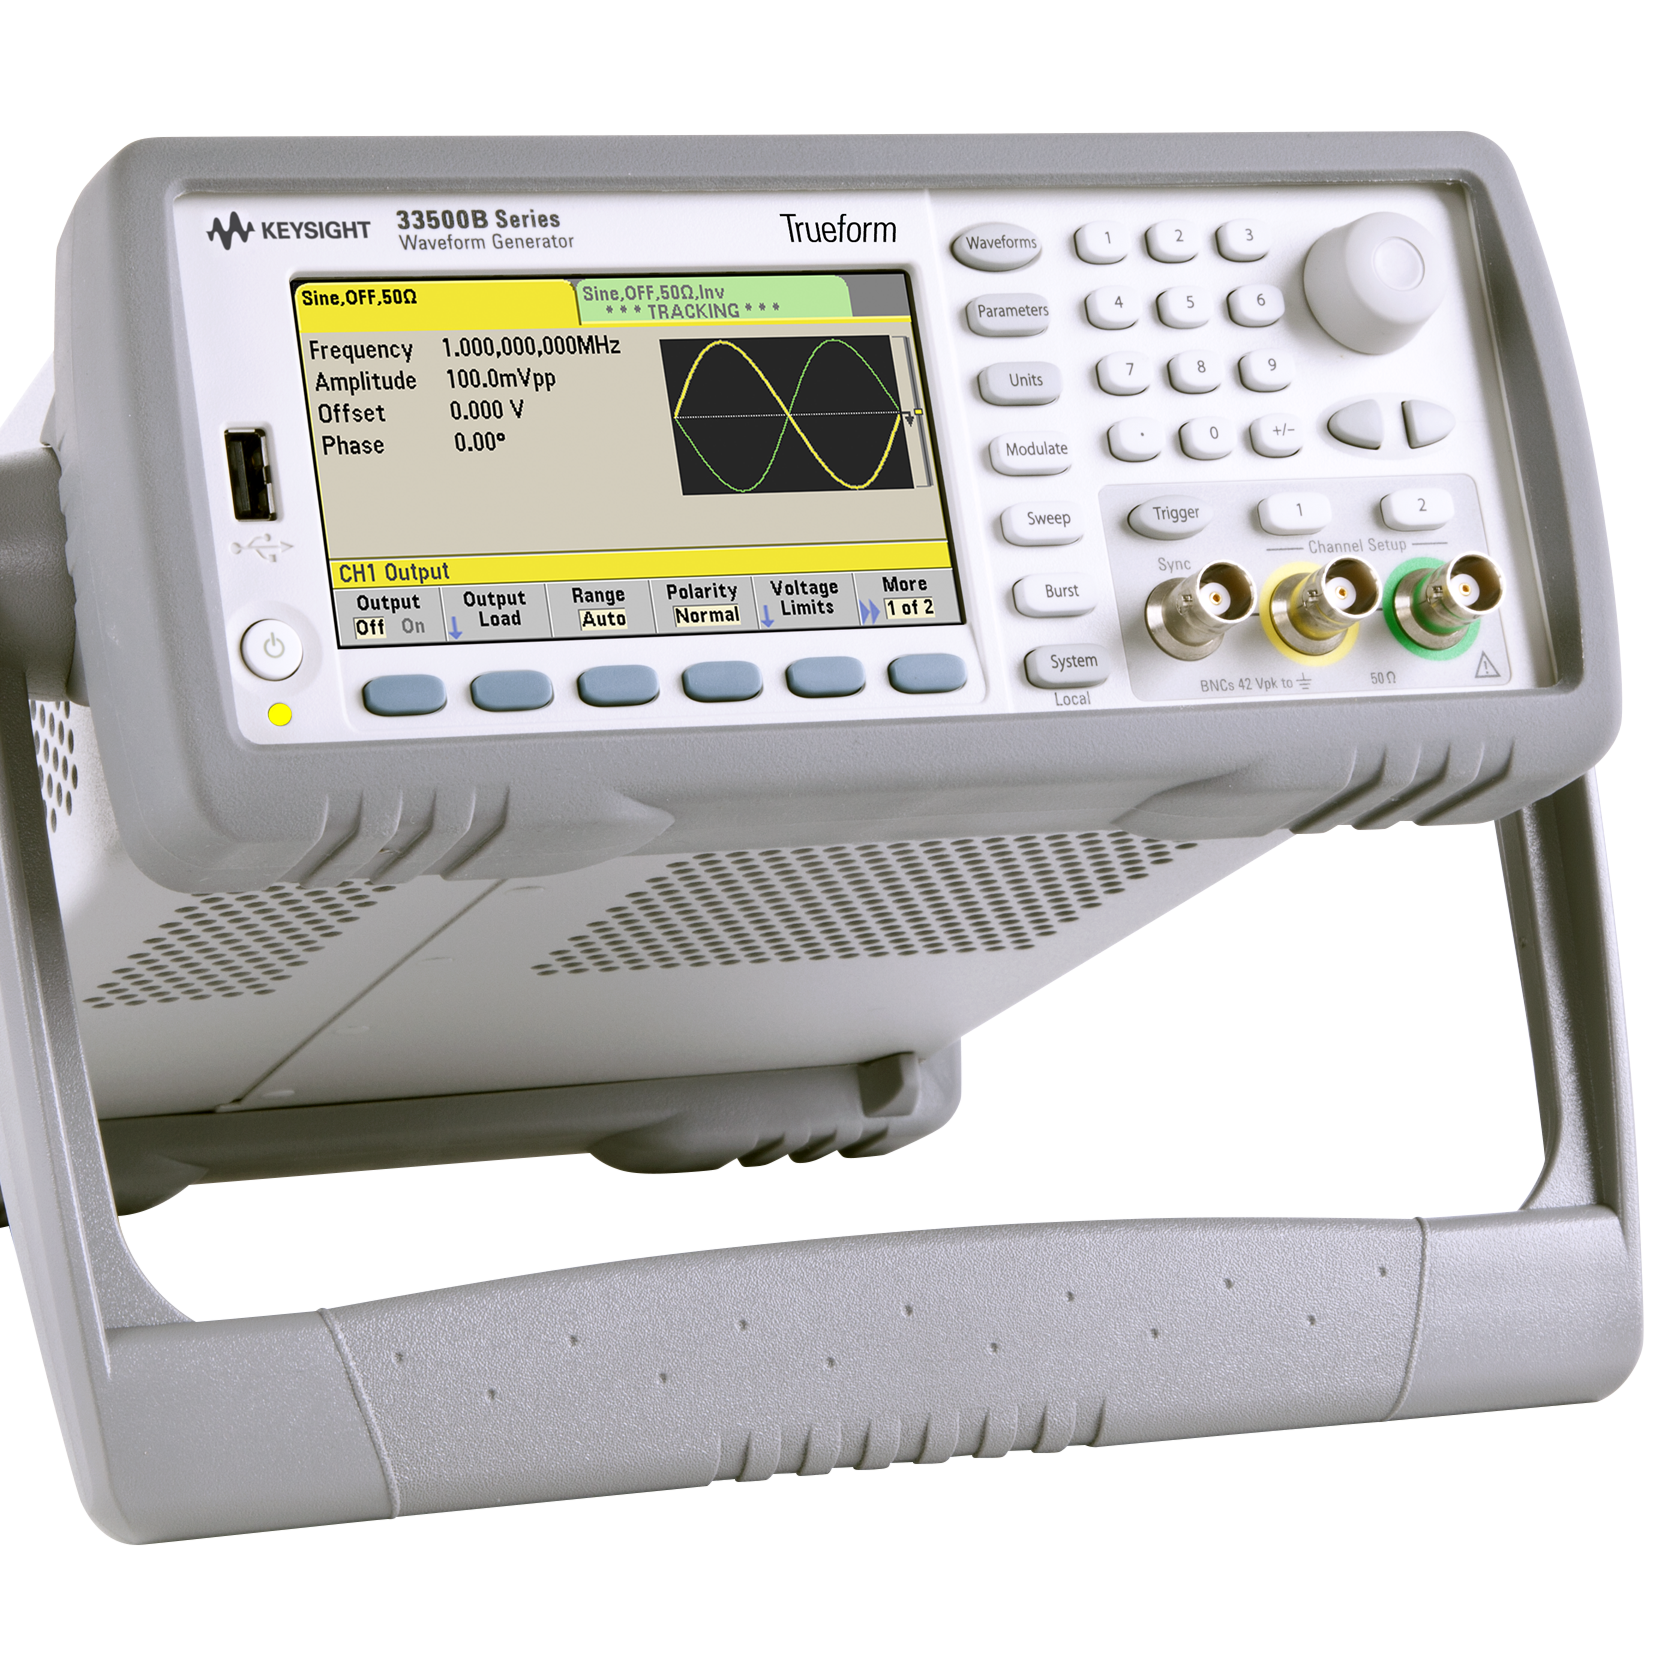 KEYSIGHT
33500B Series
Waveform Generator
Trueform
Sine,OFF,50Ω
Sine,OFF,50Ω,Inv
* * * TRACKING * * *
Frequency 1.000,000,000MHz
Amplitude 100.0mVpp
Offset 0.000 V
Phase 0.00°
CH1 Output
Output
Off On
Output
Load
Range
Auto
Polarity
Normal
Voltage
Limits
More
1 of 2
Waveforms
Parameters
Units
Modulate
Sweep
Burst
System
Local
1 2 3
4 5 6
7 8 9
. 0 +/−
Trigger
1
2
Channel Setup
Sync
BNCs 42 Vpk to
50Ω